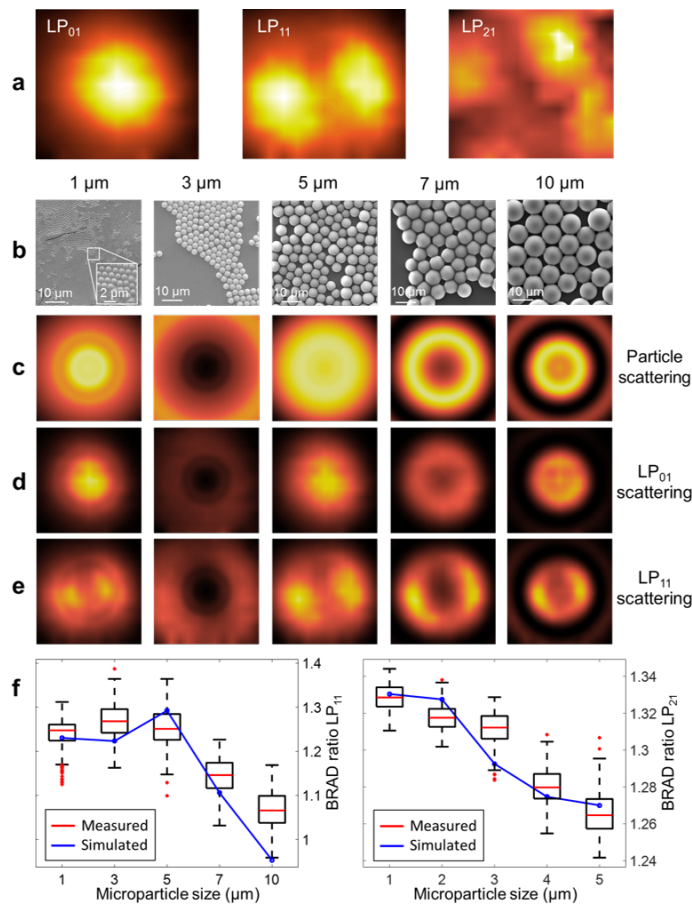 LP01
LP11
LP21
a
1 µm
3 µm
5 µm
7 µm
10 µm
b
10 µm
2 µm
10 µm
10 µm
10 µm
10 µm
c
Particle
scattering
d
LP01
scattering
e
LP11
scattering
f
1.4
1.3
1.2
1.1
1
BRAD ratio LP11
Measured
Simulated
1
3
5
7
10
Microparticle size (µm)
1.34
1.32
1.3
1.28
1.26
1.24
BRAD ratio LP21
Measured
Simulated
1
2
3
4
5
Microparticle size (µm)